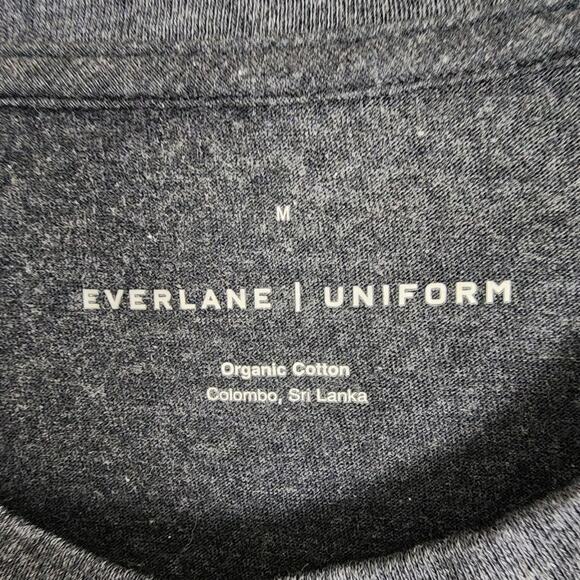 M
EVERLANE | UNIFORM
Organic Cotton
Colombo, Sri Lanka